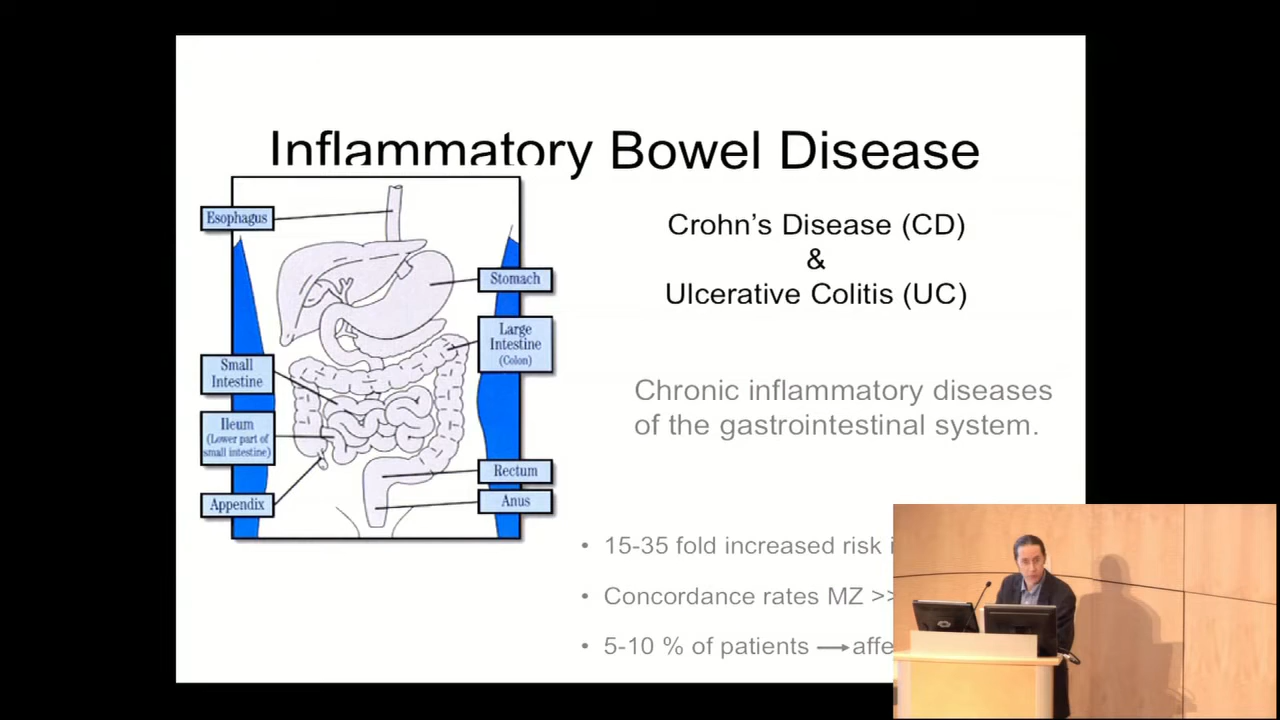 Inflammatory Bowel Disease
Crohn's Disease (CD)
&
Ulcerative Colitis (UC)
Esophagus
Stomach
Large
Intestine
(Colon)
Small
Intestine
Ileum
(Lower part of
small intestine)
Appendix
Rectum
Anus
Chronic inflammatory diseases
of the gastrointestinal system.
• 15-35 fold increased risk
• Concordance rates MZ >>
• 5-10 % of patients →